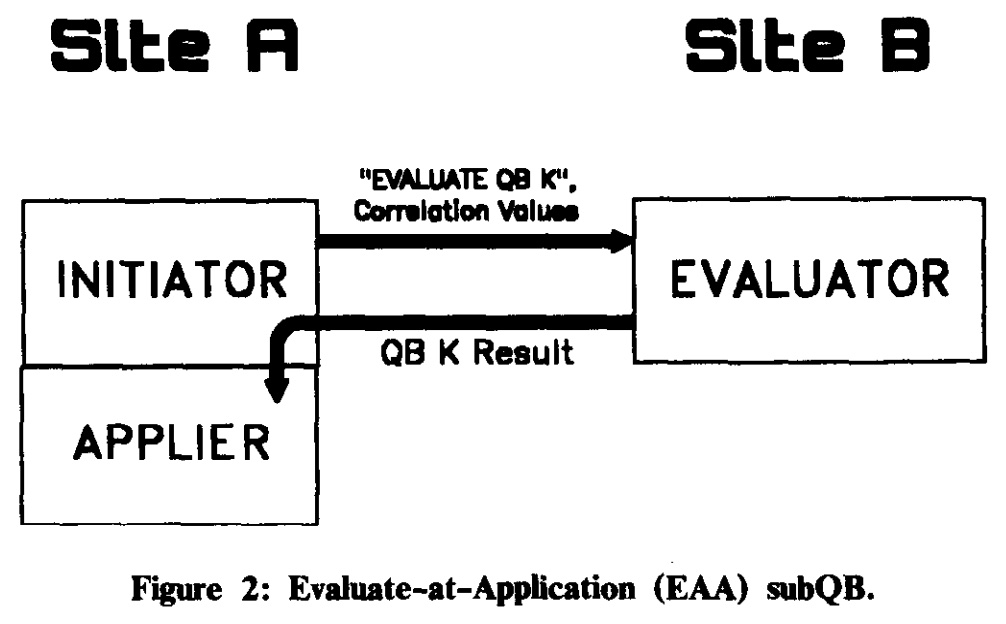 Site A
Site B
"EVALUATE QB K",
Correlation Values
INITIATOR
EVALUATOR
QB K Result
APPLIER
Figure 2: Evaluate-at-Application (EAA) subQB.